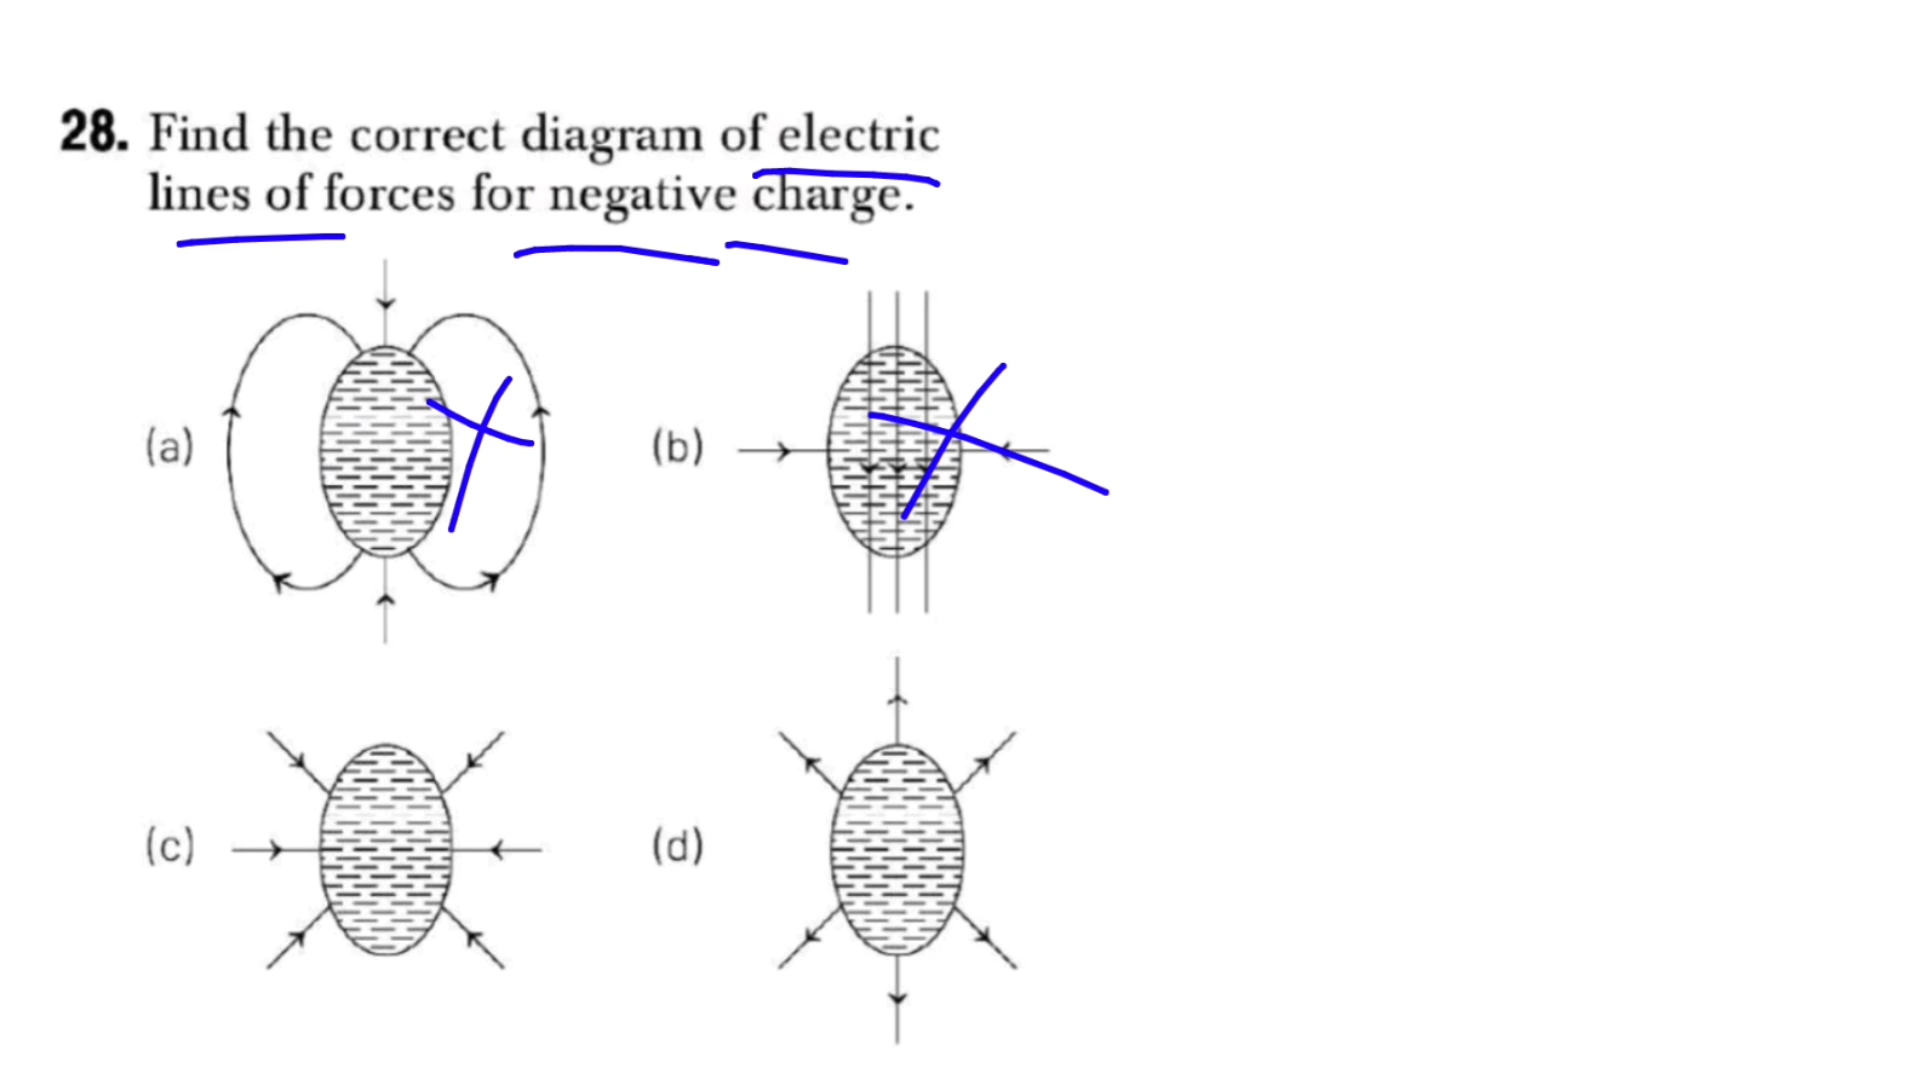 28. Find the correct diagram of electric
lines of forces for negative charge.
(a)
(b)
(c)
(d)